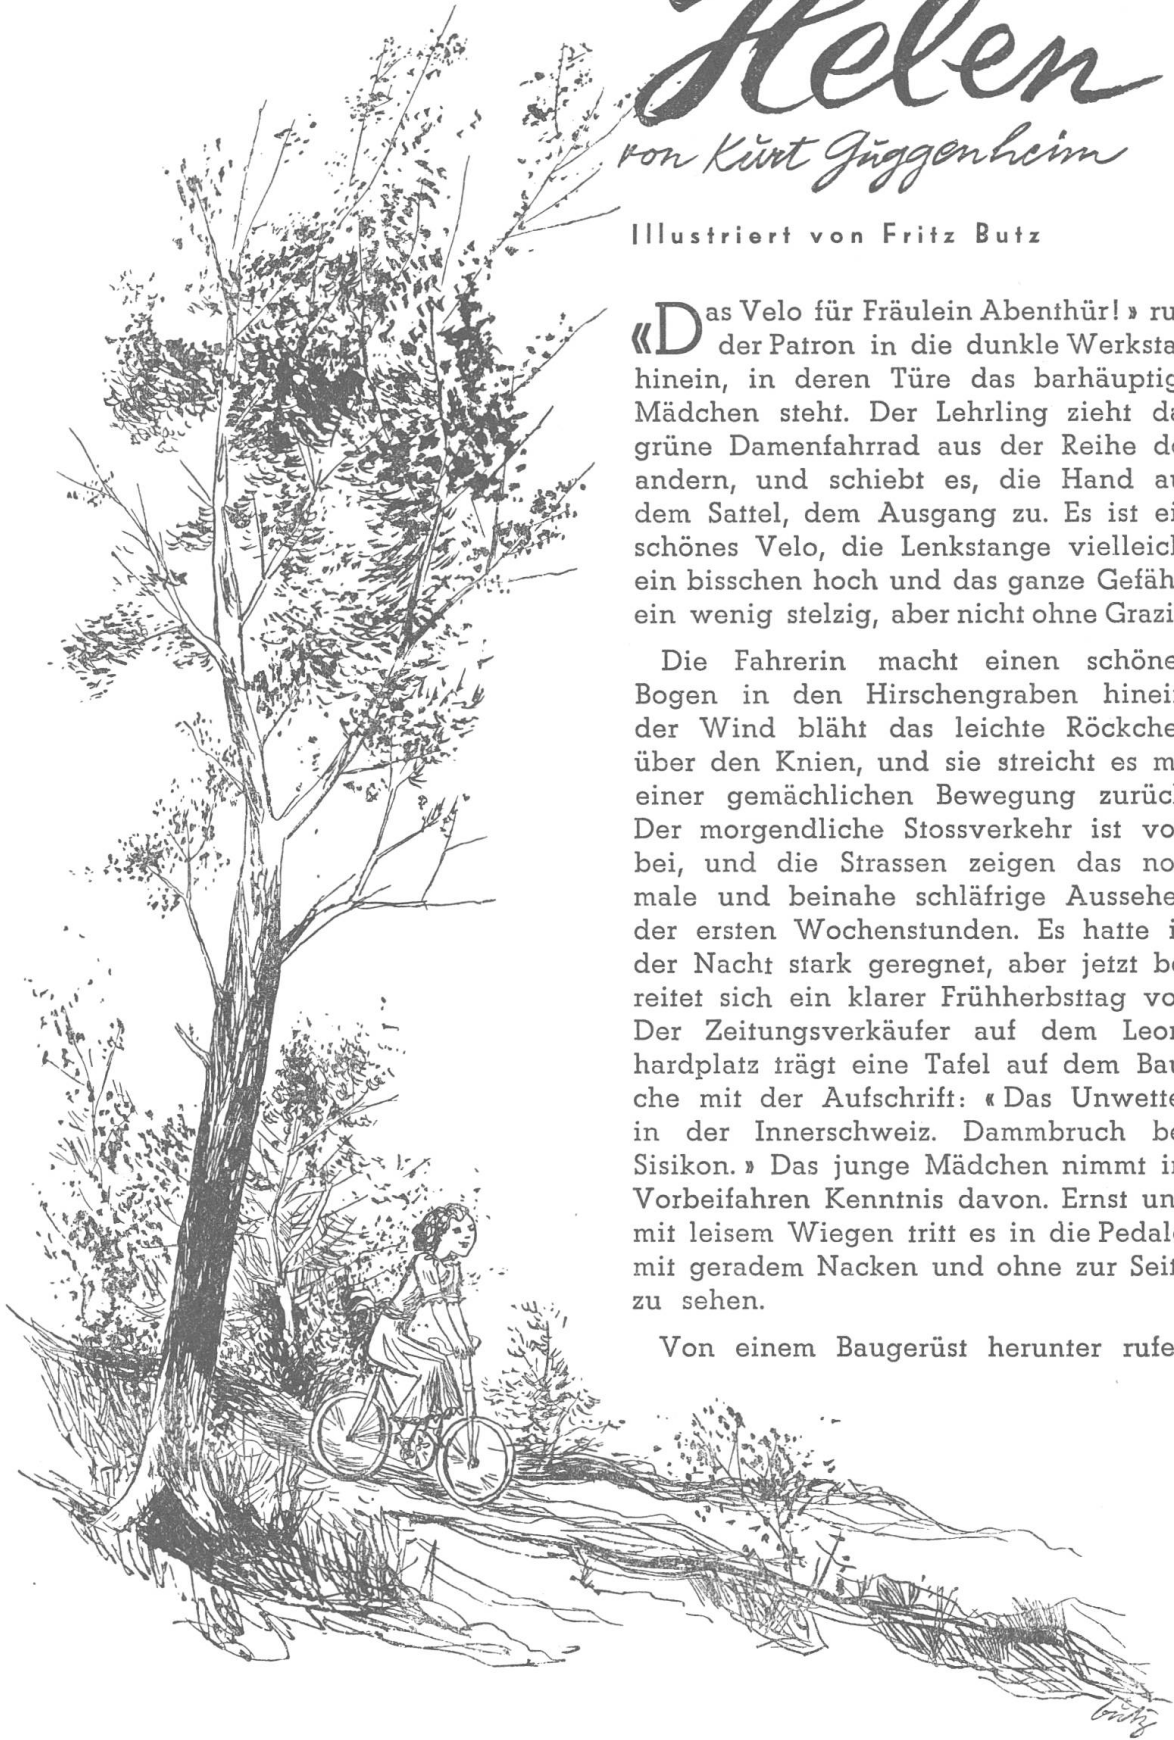 Helen
von Kurt Guggenheim
Illustriert von Fritz Butz
«Das Velo für Fräulein Abenthür! » ru
der Patron in die dunkle Werksta
hinein, in deren Türe das barhäuptig
Mädchen steht. Der Lehrling zieht da
grüne Damenfahrrad aus der Reihe de
andern, und schiebt es, die Hand au
dem Sattel, dem Ausgang zu. Es ist ei
schönes Velo, die Lenkstange vielleicl
ein bisschen hoch und das ganze Gefäh
ein wenig stelzig, aber nicht ohne Grazi
Die Fahrerin macht einen schöne
Bogen in den Hirschengraben hinei
der Wind bläht das leichte Röckche
über den Knien, und sie streicht es m
einer gemächlichen Bewegung zurücl
Der morgendliche Stossverkehr ist vo
bei, und die Strassen zeigen das no
male und beinahe schläfrige Aussehe
der ersten Wochenstunden. Es hatte i
der Nacht stark geregnet, aber jetzt be
reitet sich ein klarer Frühherbsttag vo
Der Zeitungsverkäufer auf dem Leon
hardplatz trägt eine Tafel auf dem Bau
che mit der Aufschrift: « Das Unwette
in der Innerschweiz. Dammbruch be
Sisikon. » Das junge Mädchen nimmt i
Vorbeifahren Kenntnis davon. Ernst un
mit leisem Wiegen tritt es in die Pedal
mit geradem Nacken und ohne zur Seit
zu sehen.
Von einem Baugerüst herunter rufe
butz